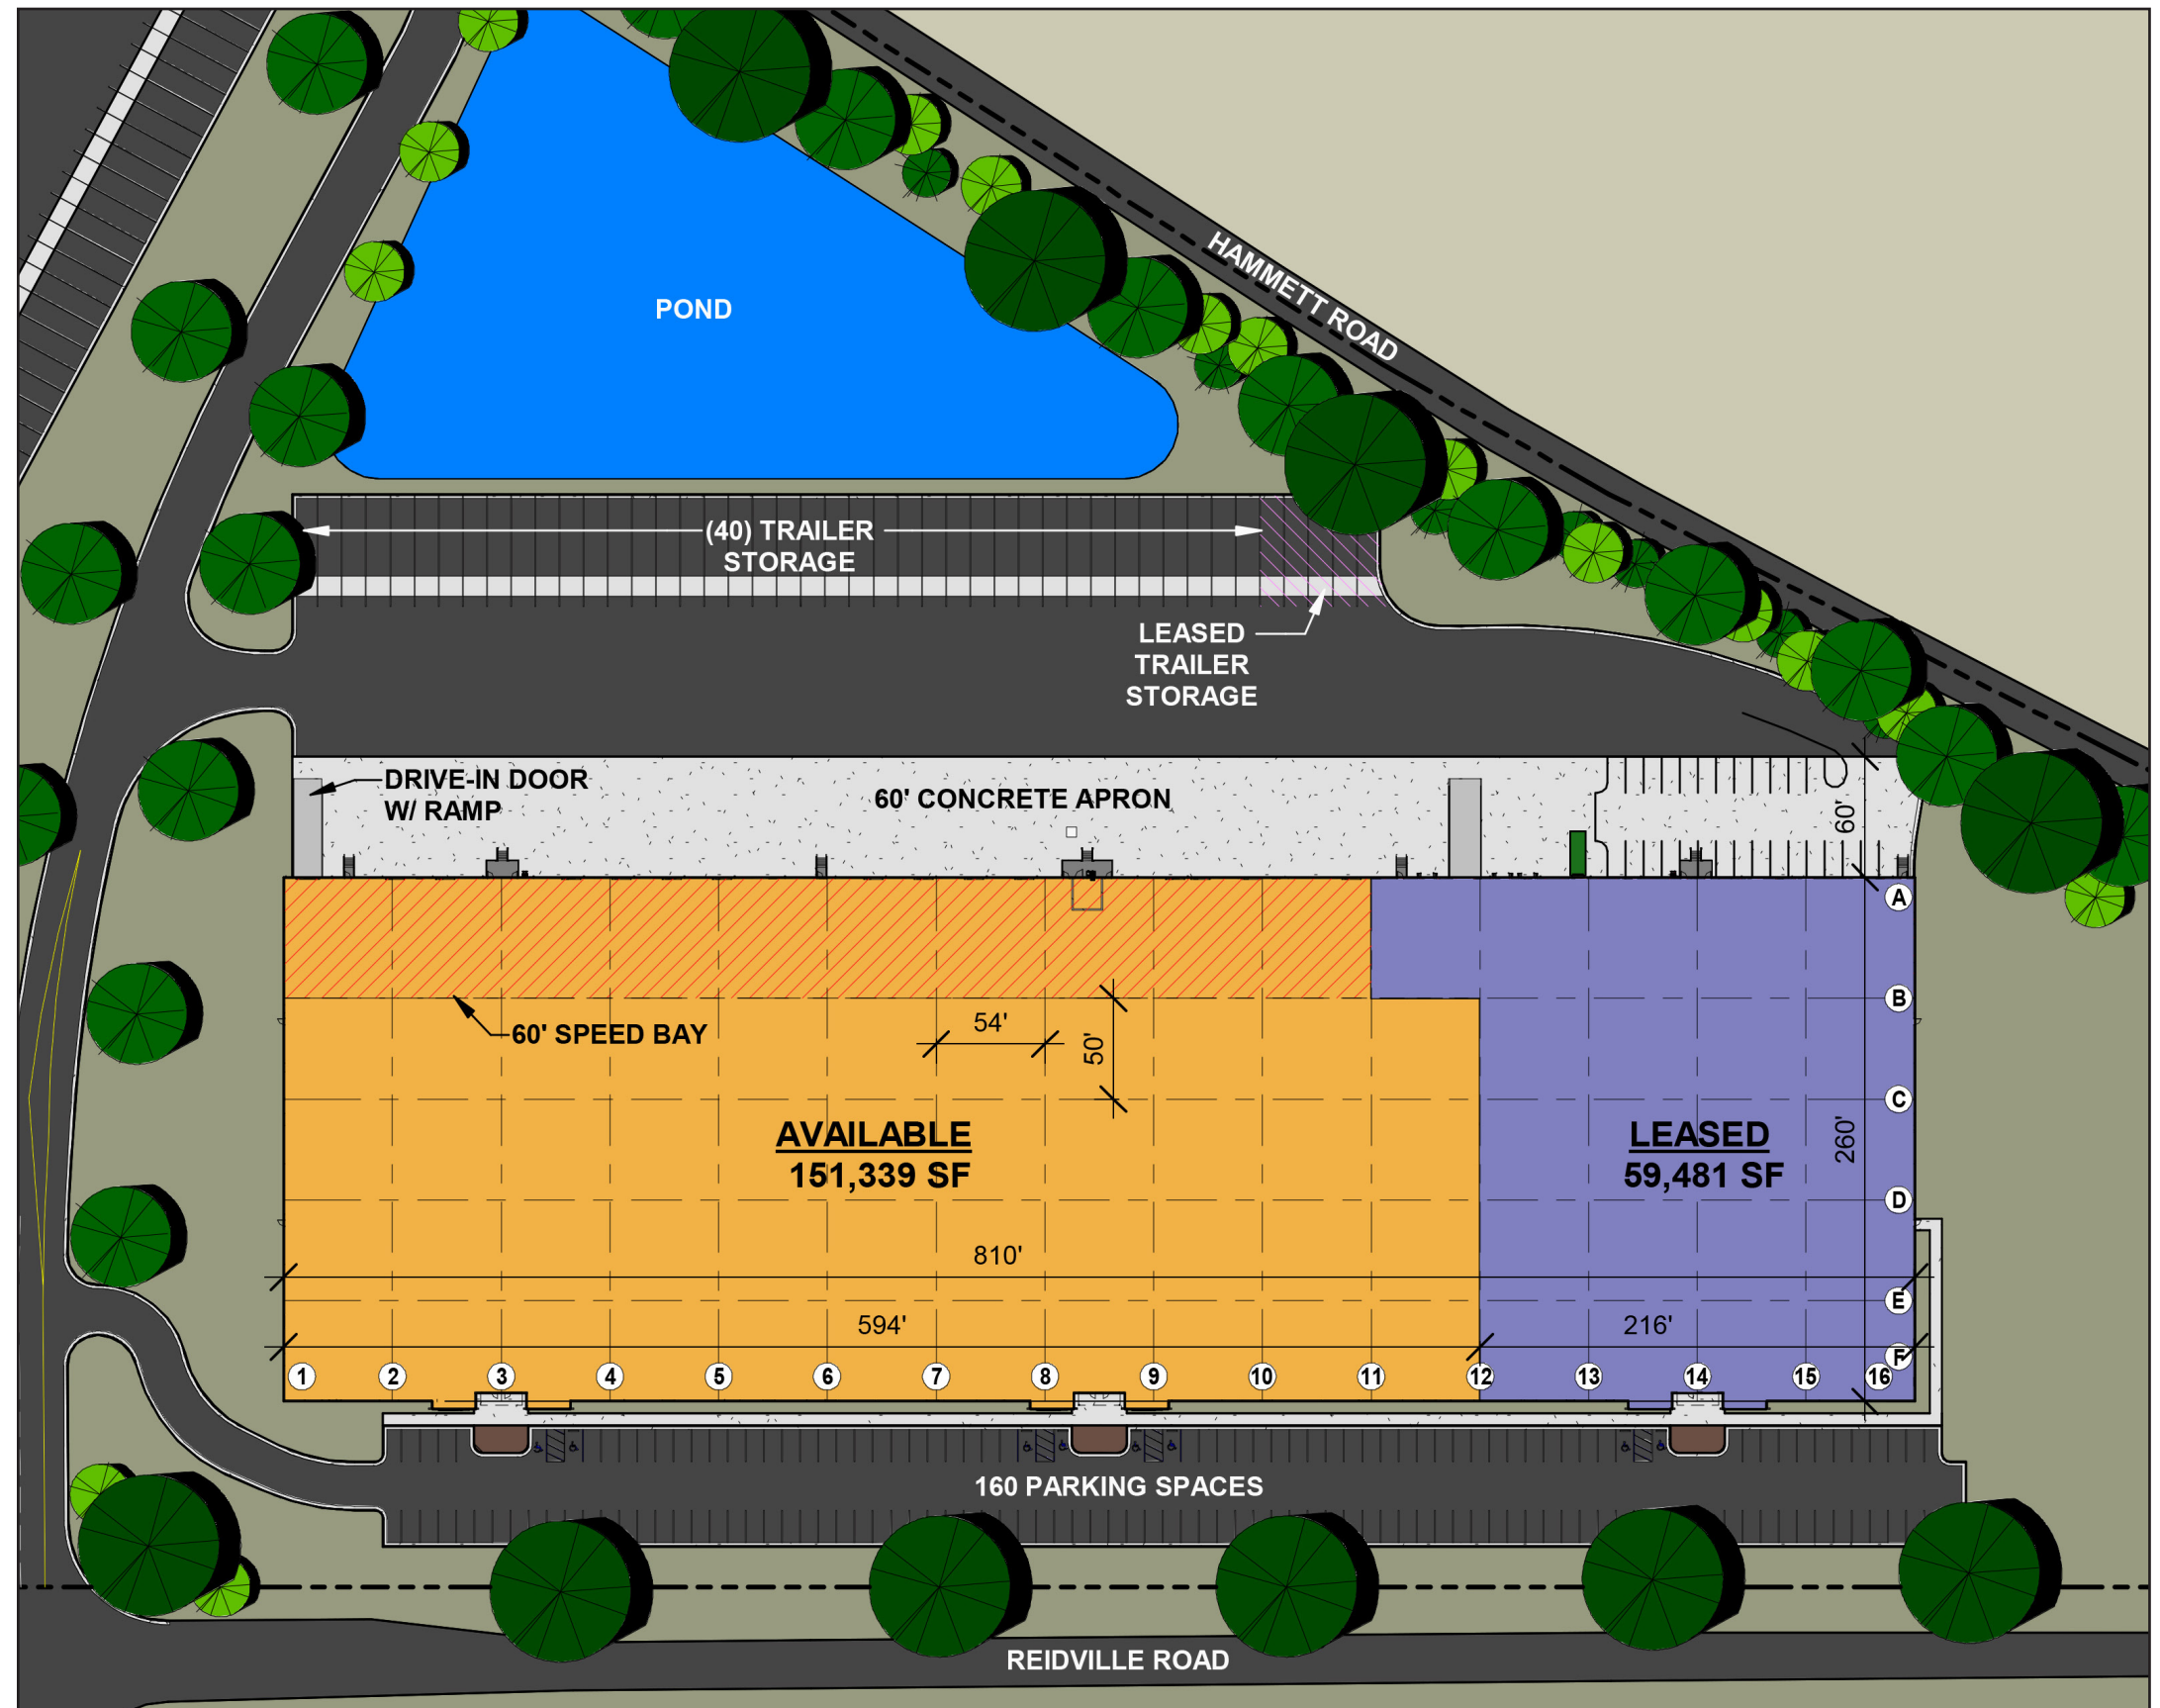 HAMMETT ROAD
POND
(40) TRAILER
STORAGE
LEASED
TRAILER
STORAGE
DRIVE-IN DOOR
W/ RAMP
60' CONCRETE APRON
60'
A
B
60' SPEED BAY
54'
50'
C
AVAILABLE
151,339 SF
LEASED
59,481 SF
260'
D
810'
E
594'
216'
F
1 2 3 4 5 6 7 8 9 10 11 12 13 14 15 16
160 PARKING SPACES
REIDVILLE ROAD